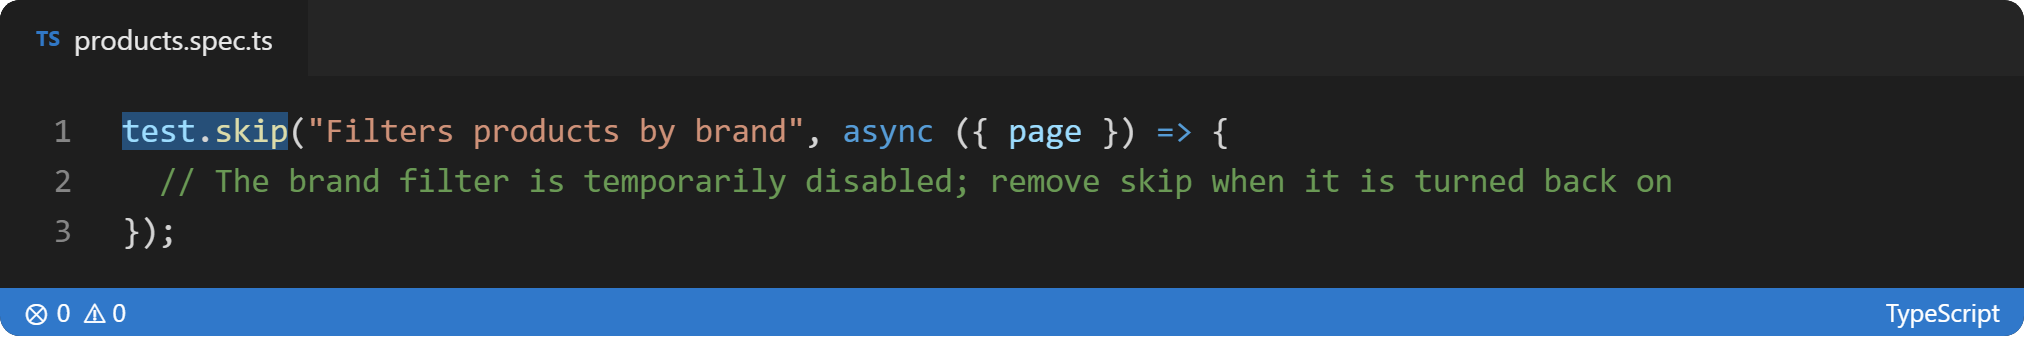 TS products.spec.ts
1 test.skip("Filters products by brand", async ({ page }) => {
2 // The brand filter is temporarily disabled; remove skip when it is turned back on
3 });
0 0 TypeScript